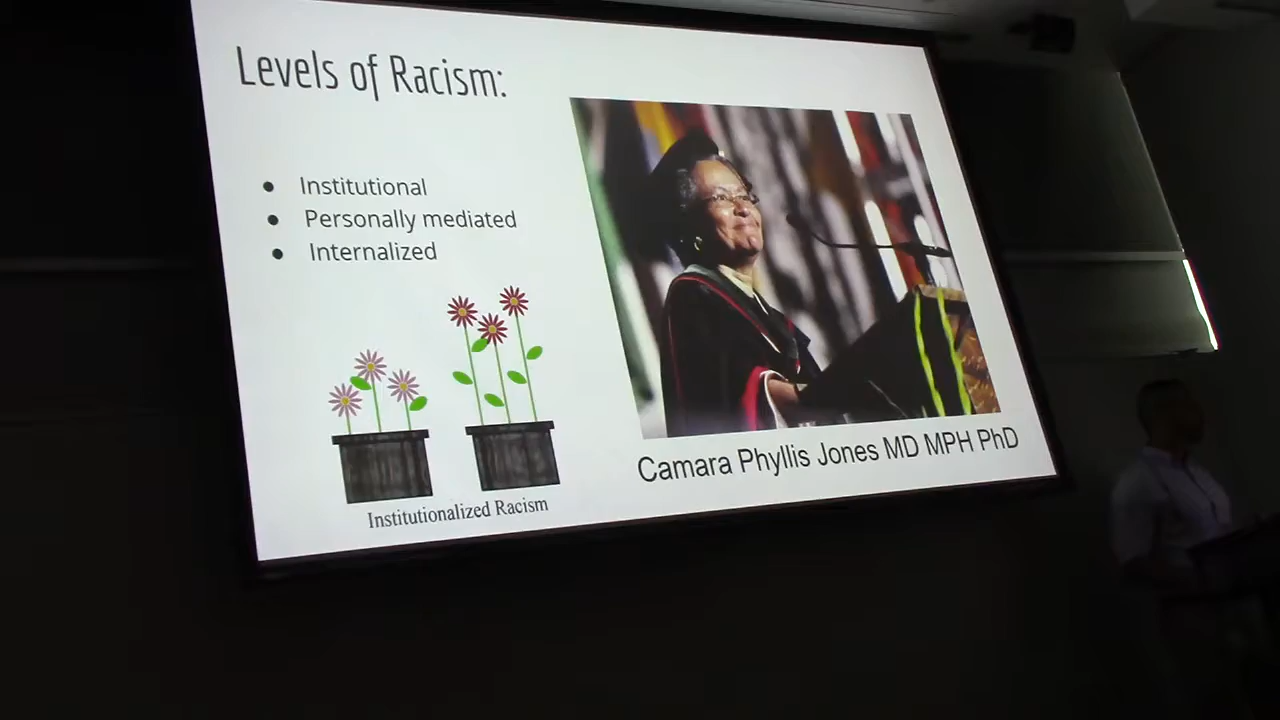 Levels of Racism:
Institutional
Personally mediated
Internalized
Institutionalized Racism
Camara Phyllis Jones MD MPH PhD